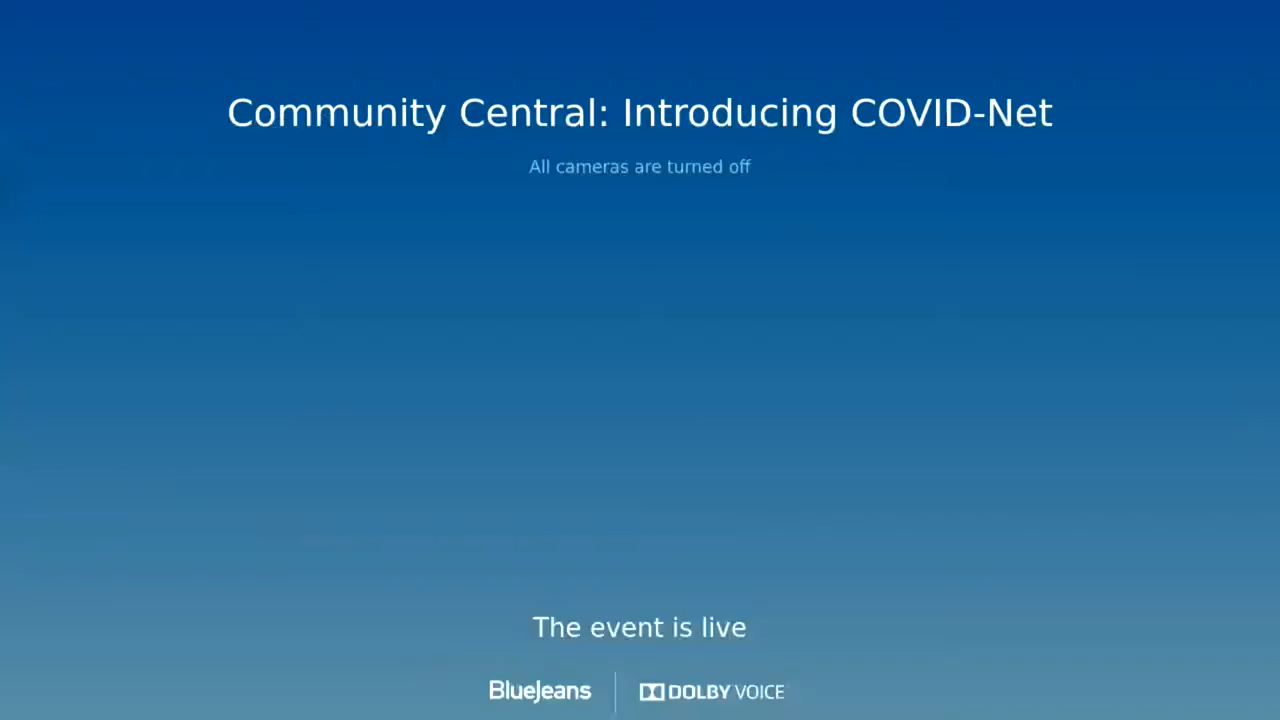 Community Central: Introducing COVID-Net
All cameras are turned off
The event is live
BlueJeans
DOLBY VOICE